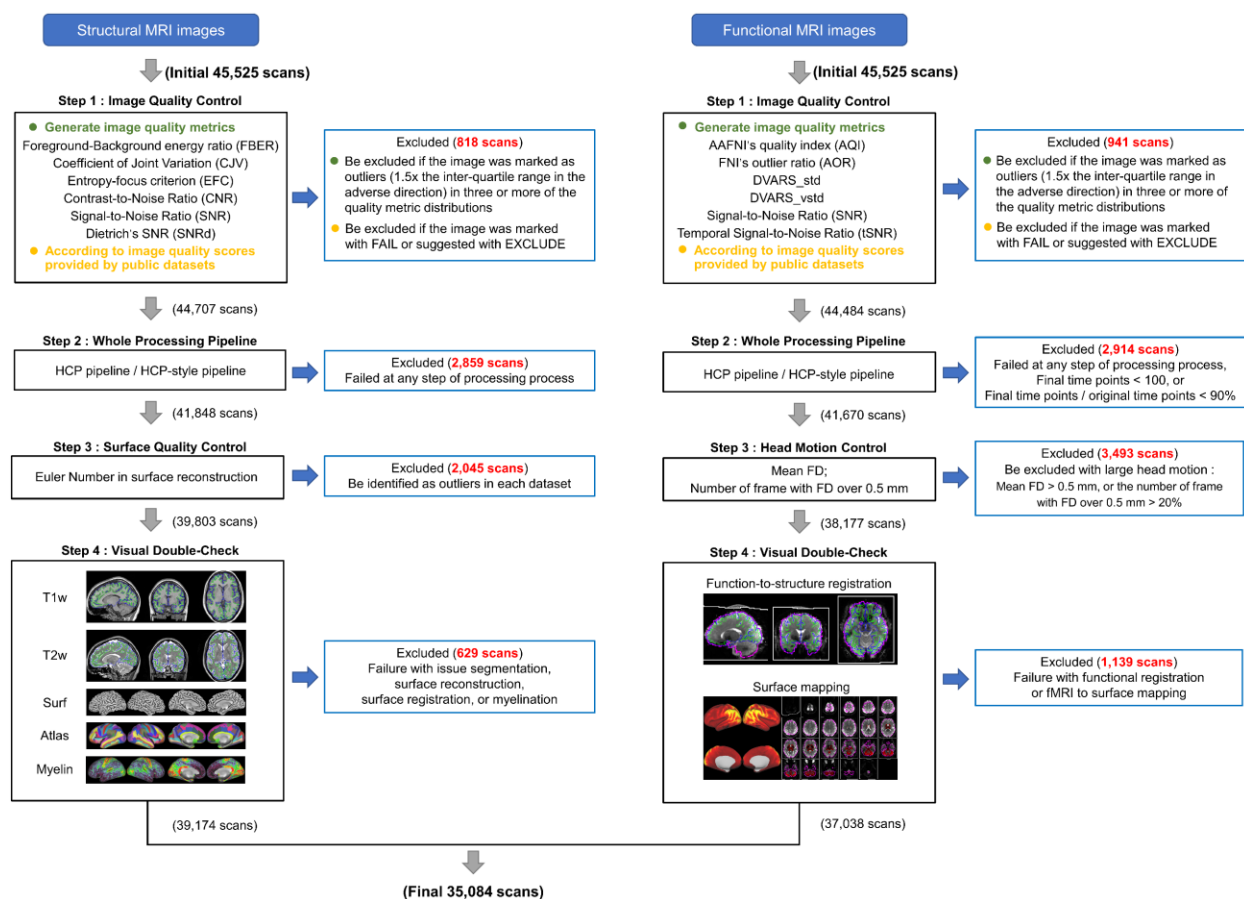 Structural MRI images
(Initial 45,525 scans)
Step 1 : Image Quality Control
Generate image quality metrics
Foreground-Background energy ratio (FBER)
Coefficient of Joint Variation (CJV)
Entropy-focus criterion (EFC)
Contrast-to-Noise Ratio (CNR)
Signal-to-Noise Ratio (SNR)
Dietrich's SNR (SNRd)
According to image quality scores
provided by public datasets
Excluded (818 scans)
Be excluded if the image was marked as
outliers (1.5x the inter-quartile range in the
adverse direction) in three or more of the
quality metric distributions
Be excluded if the image was marked
with FAIL or suggested with EXCLUDE
(44,707 scans)
Step 2 : Whole Processing Pipeline
HCP pipeline / HCP-style pipeline
Excluded (2,859 scans)
Failed at any step of processing process
(41,848 scans)
Step 3 : Surface Quality Control
Euler Number in surface reconstruction
Excluded (2,045 scans)
Be identified as outliers in each dataset
(39,803 scans)
Step 4 : Visual Double-Check
T1w
T2w
Surf
Atlas
Myelin
Excluded (629 scans)
Failure with issue segmentation,
surface reconstruction,
surface registration, or myelination
(39,174 scans)
Functional MRI images
(Initial 45,525 scans)
Step 1 : Image Quality Control
Generate image quality metrics
AAFNI's quality index (AQI)
FNI's outlier ratio (AOR)
DVARS_std
DVARS_vstd
Signal-to-Noise Ratio (SNR)
Temporal Signal-to-Noise Ratio (tSNR)
According to image quality scores
provided by public datasets
Excluded (941 scans)
Be excluded if the image was marked as
outliers (1.5x the inter-quartile range in
the adverse direction) in three or more of
the quality metric distributions
Be excluded if the image was marked
with FAIL or suggested with EXCLUDE
(44,484 scans)
Step 2 : Whole Processing Pipeline
HCP pipeline / HCP-style pipeline
Excluded (2,914 scans)
Failed at any step of processing process,
Final time points < 100, or
Final time points / original time points < 90%
(41,670 scans)
Step 3 : Head Motion Control
Mean FD;
Number of frame with FD over 0.5 mm
Excluded (3,493 scans)
Be excluded with large head motion :
Mean FD > 0.5 mm, or the number of frame
with FD over 0.5 mm > 20%
(38,177 scans)
Step 4 : Visual Double-Check
Function-to-structure registration
Surface mapping
Excluded (1,139 scans)
Failure with functional registration
or fMRI to surface mapping
(37,038 scans)
(Final 35,084 scans)